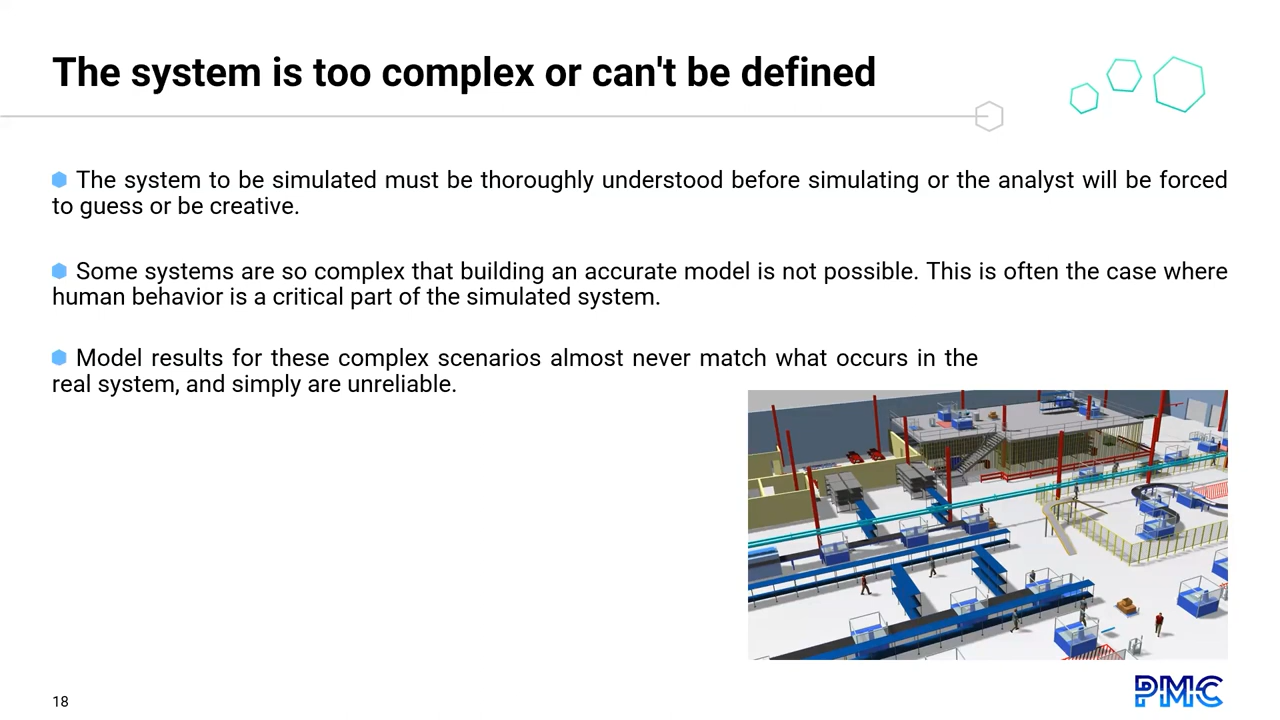 The system is too complex or can't be defined
The system to be simulated must be thoroughly understood before simulating or the analyst will be forced
to guess or be creative.
Some systems are so complex that building an accurate model is not possible. This is often the case where
human behavior is a critical part of the simulated system.
Model results for these complex scenarios almost never match what occurs in the
real system, and simply are unreliable.
18
PMC